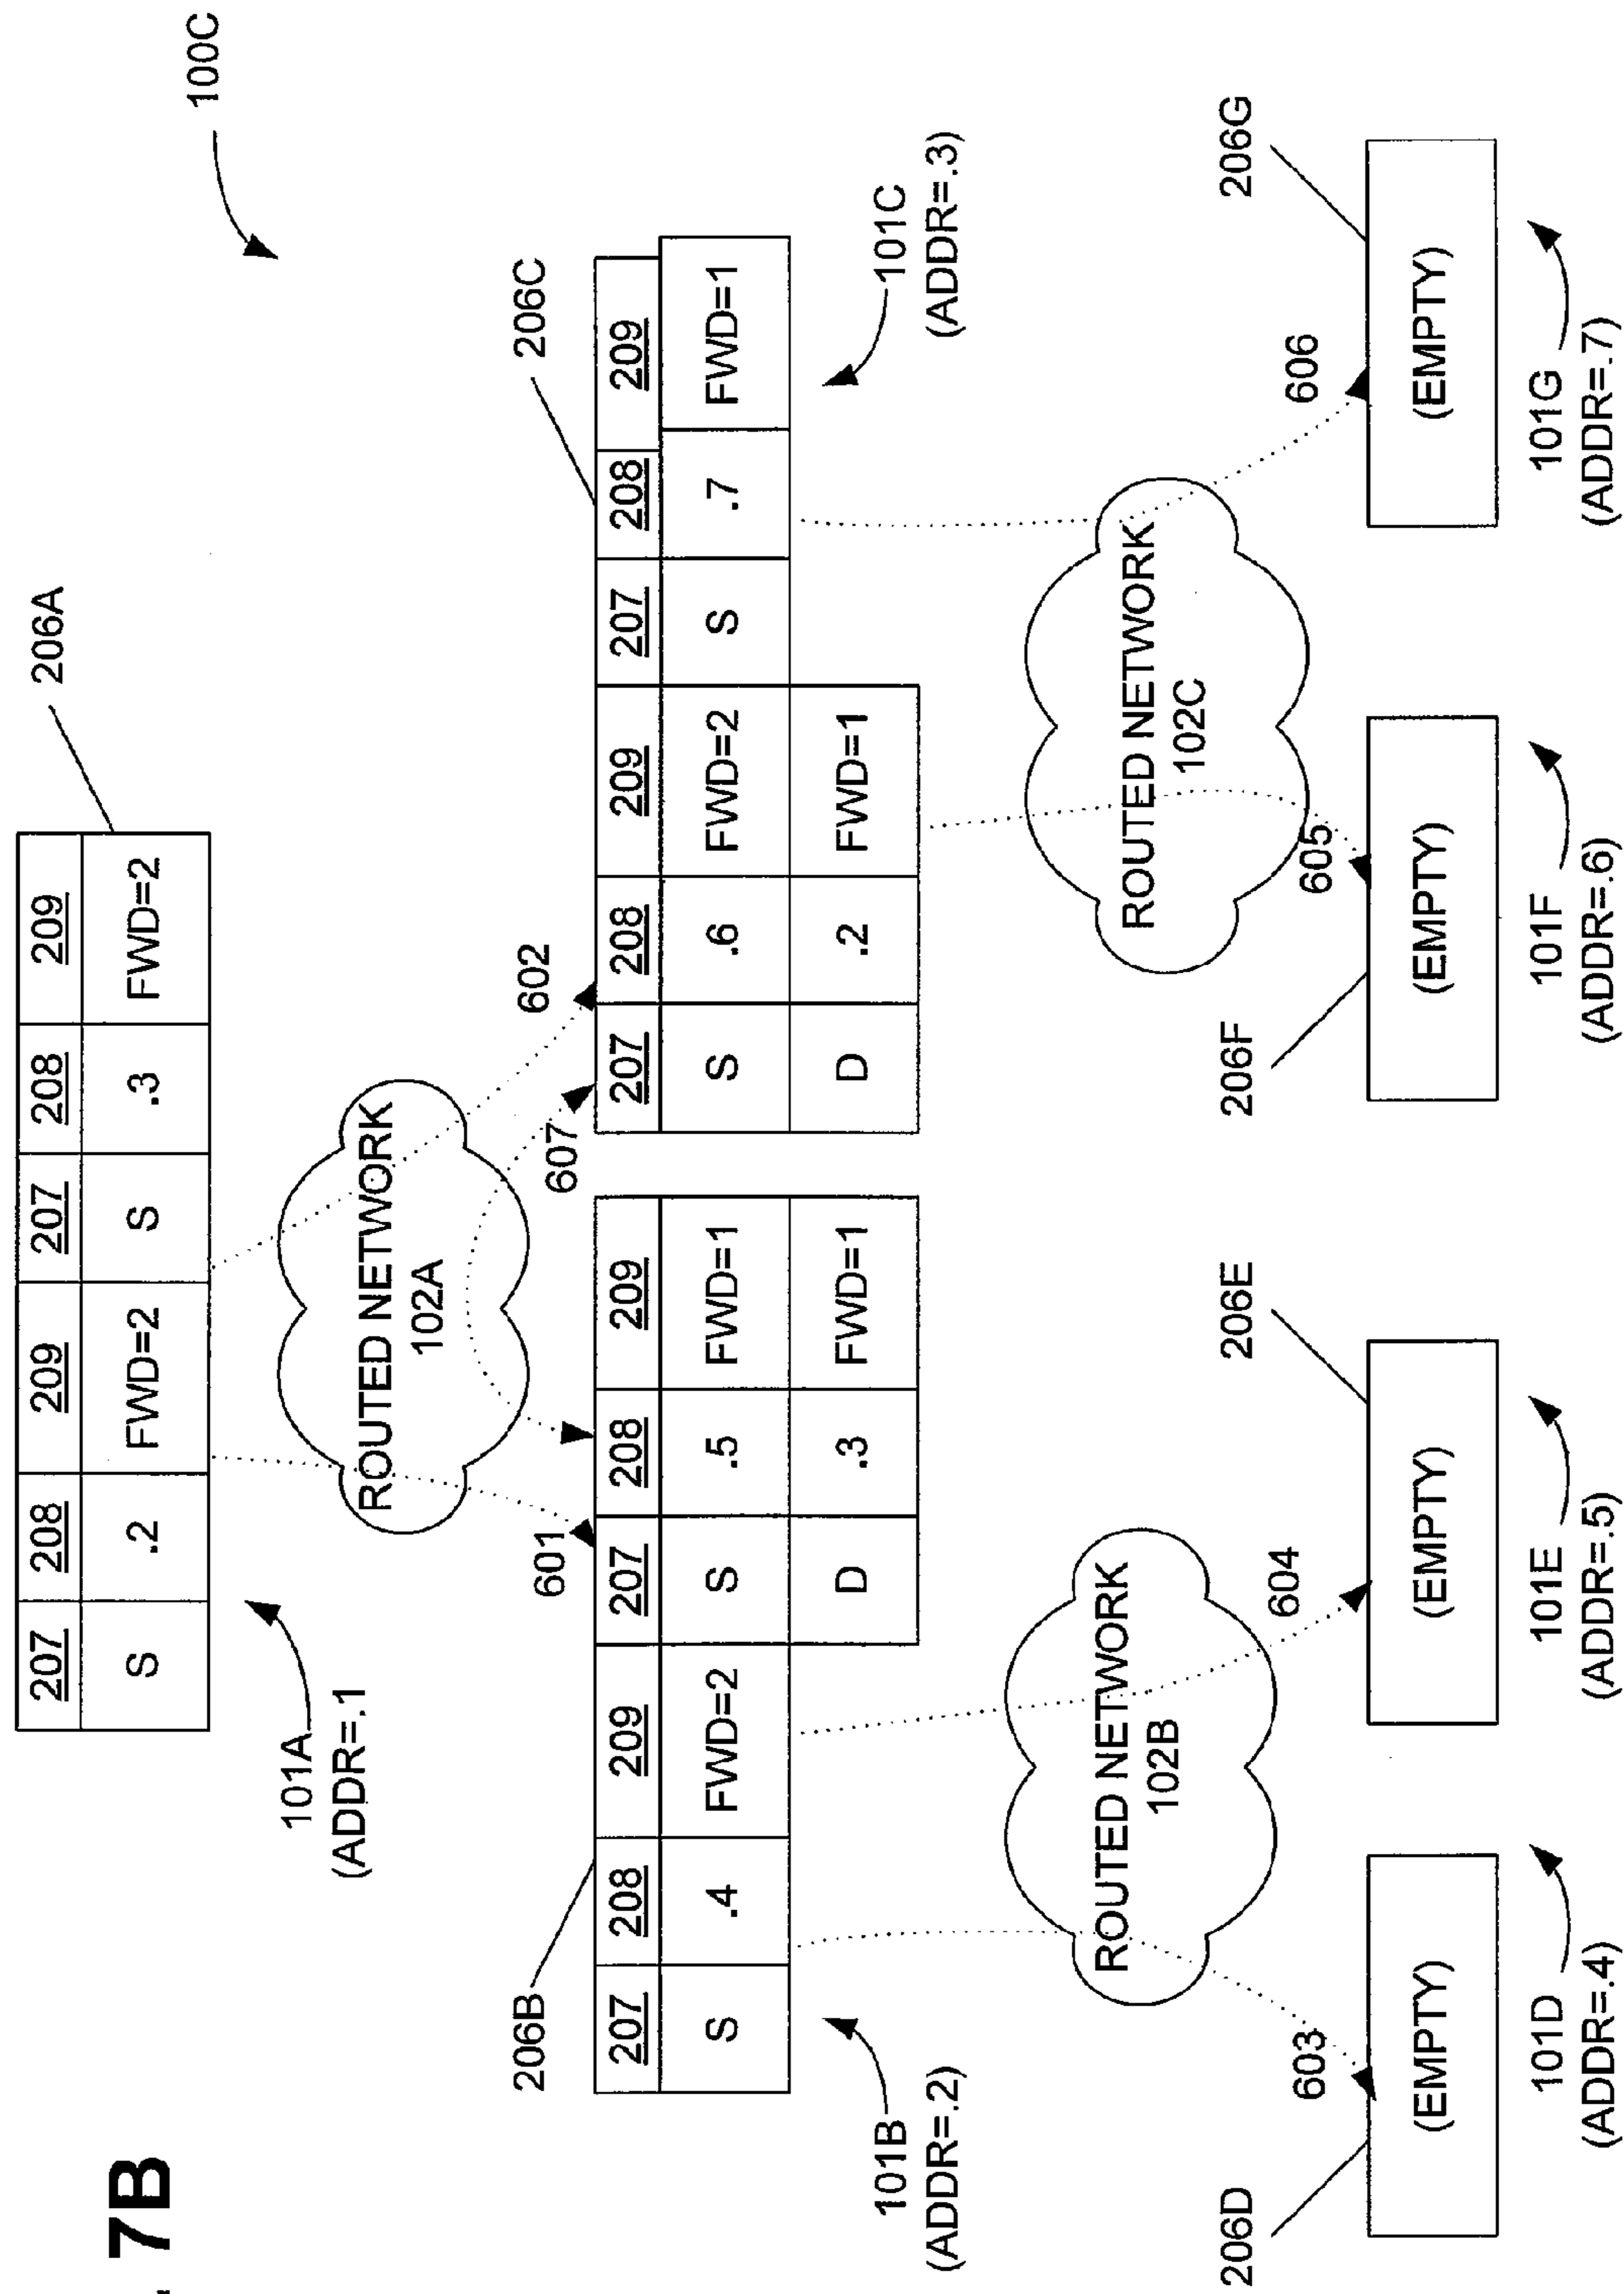 . 7B
100C
206A
207 208 209 207 208 209
S .2 FWD=2 S .3 FWD=2
101A
(ADDR=.1
ROUTED NETWORK
102A
601
602
607
206B
207 208 209 207 208 209
S .4 FWD=2 S .5 FWD=1
D .3 FWD=1
101B
(ADDR=.2)
206C
207 208 209 207 208 209
S .6 FWD=2 S .7 FWD=1
D .2 FWD=1
101C
(ADDR=.3)
ROUTED NETWORK
102B
ROUTED NETWORK
102C
603
604
605
606
206D
(EMPTY)
101D
(ADDR=.4)
206E
(EMPTY)
101E
(ADDR=.5)
206F
(EMPTY)
101F
(ADDR=.6)
206G
(EMPTY)
101G
(ADDR=.7)